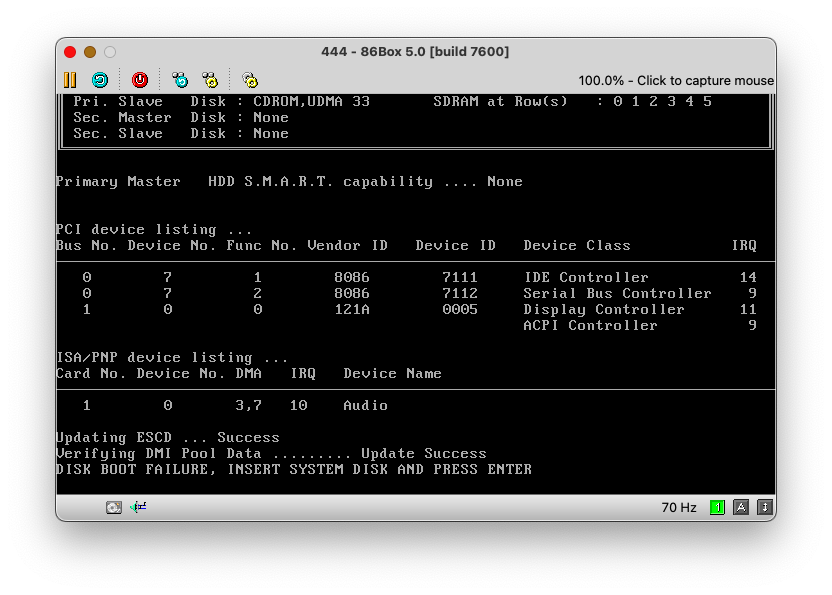 444 - 86Box 5.0 [build 7600]
100.0% - Click to capture mouse
Pri. Slave Disk : CDROM,UDMA 33 SDRAM at Row(s) : 0 1 2 3 4 5
Sec. Master Disk : None
Sec. Slave Disk : None
Primary Master HDD S.M.A.R.T. capability .... None
PCI device listing ...
Bus No. Device No. Func No. Vendor ID Device ID Device Class IRQ
0 7 1 8086 7111 IDE Controller 14
0 7 2 8086 7112 Serial Bus Controller 9
1 0 0 121A 0005 Display Controller 11
ACPI Controller 9
ISA/PNP device listing ...
Card No. Device No. DMA IRQ Device Name
1 0 3,7 10 Audio
Updating ESCD ... Success
Verifying DMI Pool Data ......... Update Success
DISK BOOT FAILURE, INSERT SYSTEM DISK AND PRESS ENTER
70 Hz 1 A